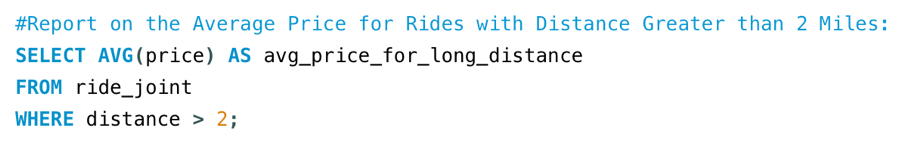 #Report on the Average Price for Rides with Distance Greater than 2 Miles:
SELECT AVG(price) AS avg_price_for_long_distance
FROM ride_joint
WHERE distance > 2;